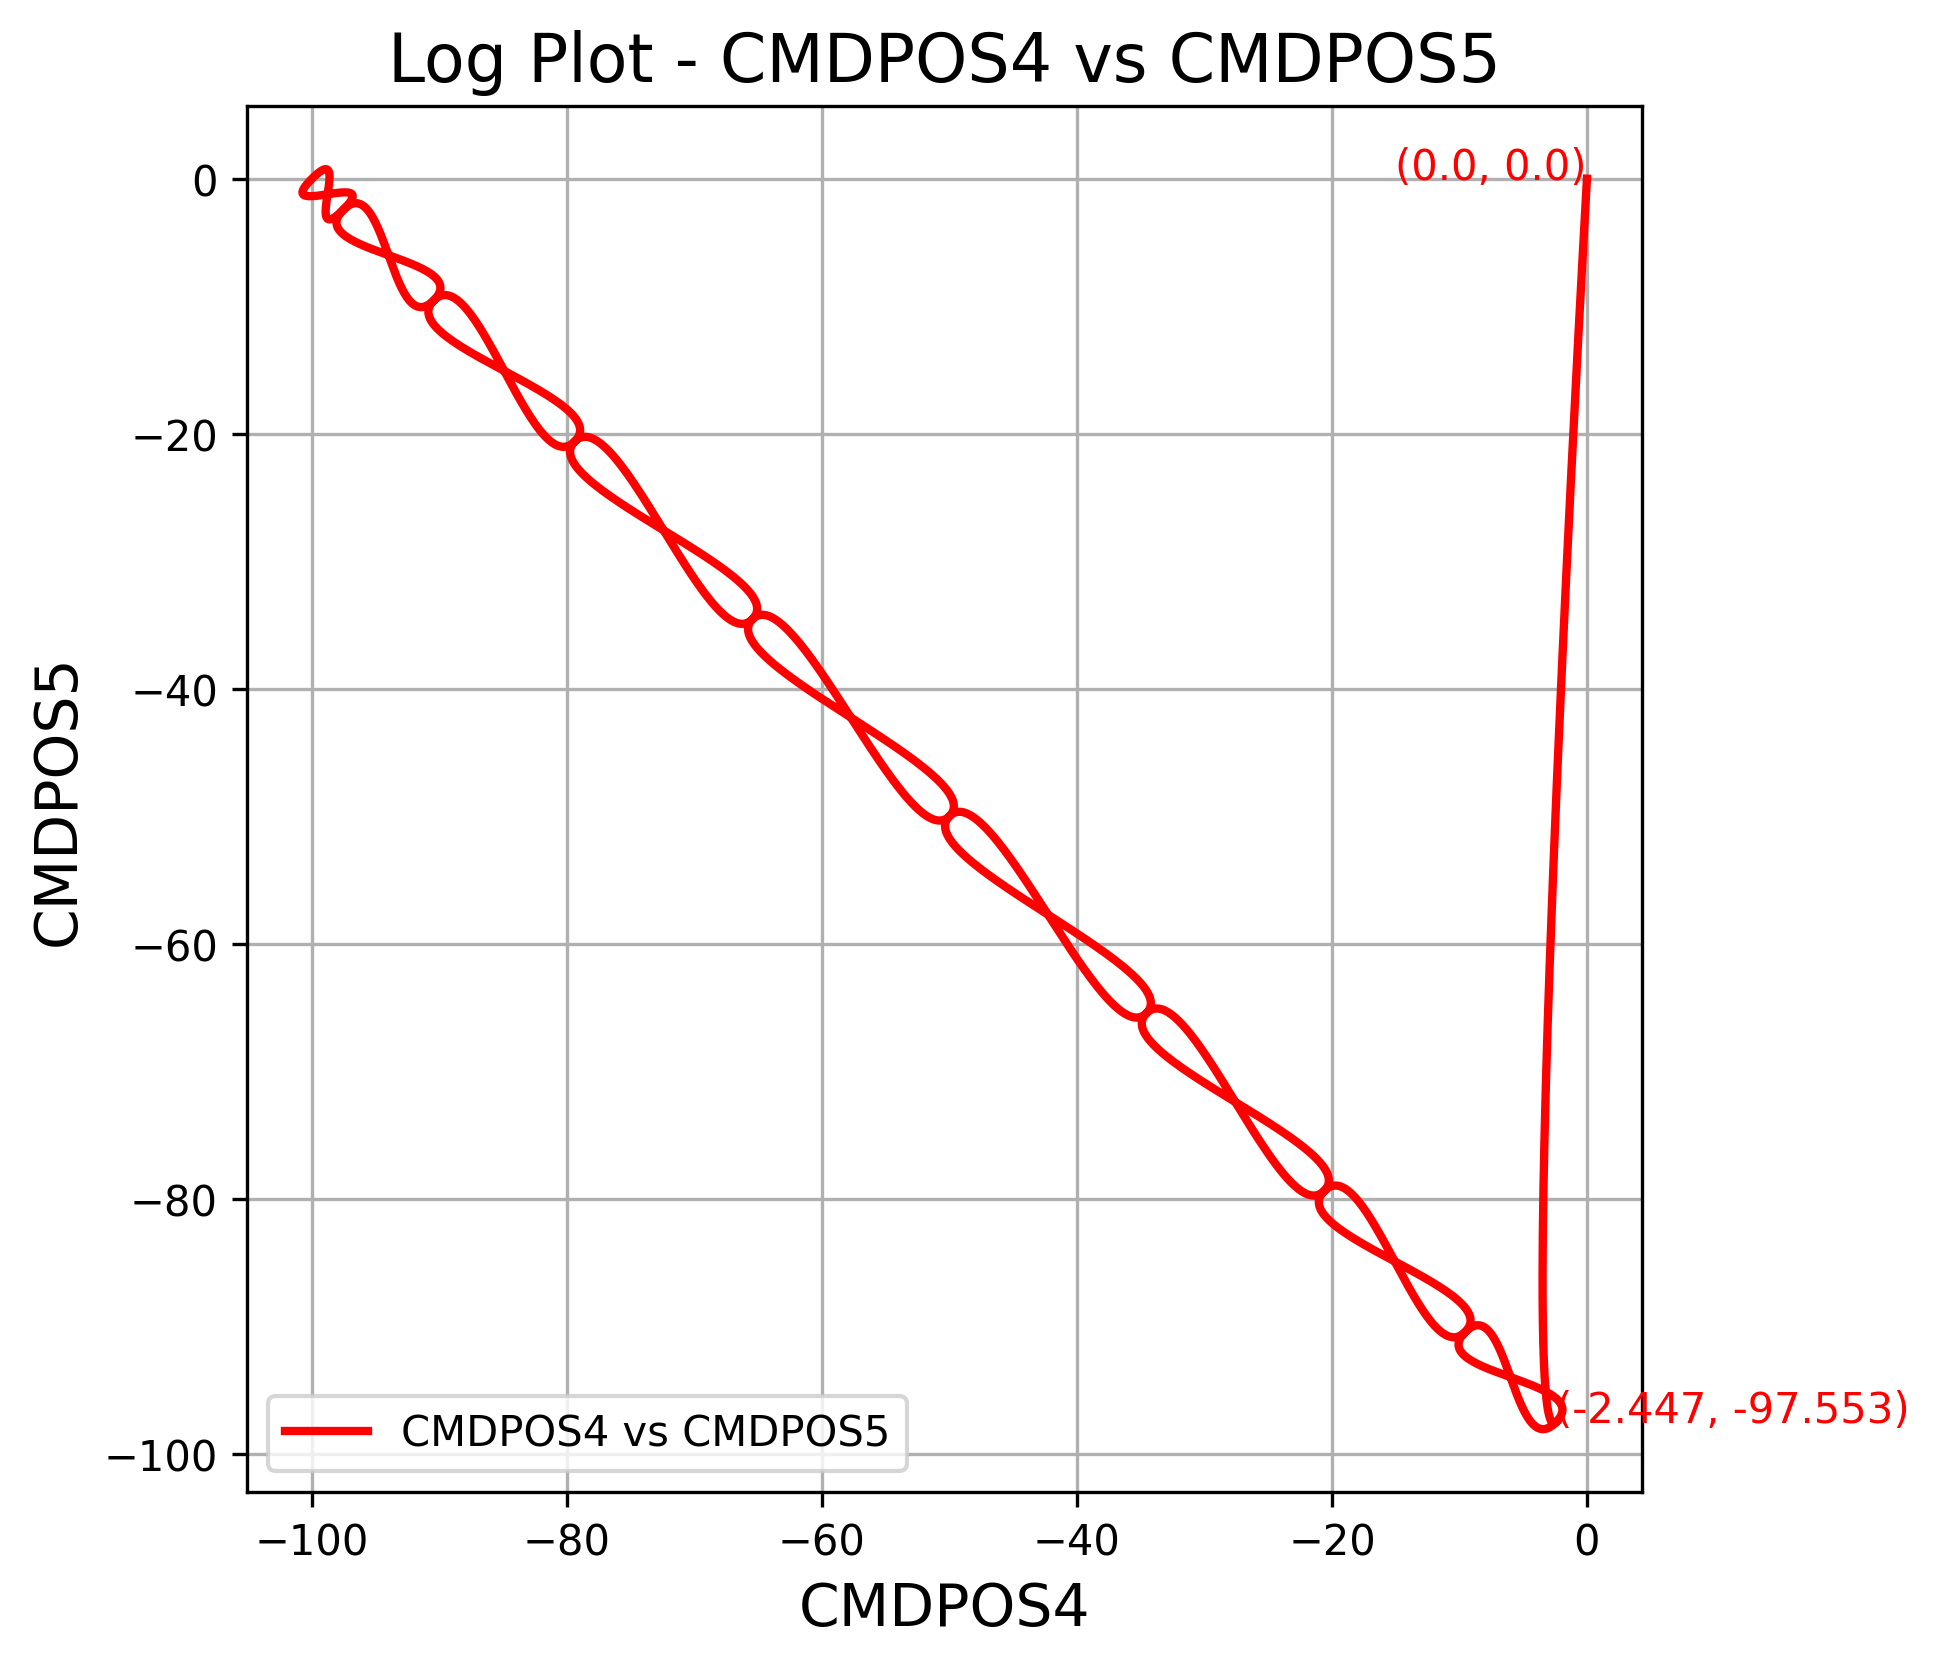 Log Plot - CMDPOS4 vs CMDPOS5
(0.0, 0.0)
0
−20
−40
−60
−80
−100
CMDPOS5
(-2.447, -97.553)
CMDPOS4 vs CMDPOS5
−100 −80 −60 −40 −20 0
CMDPOS4